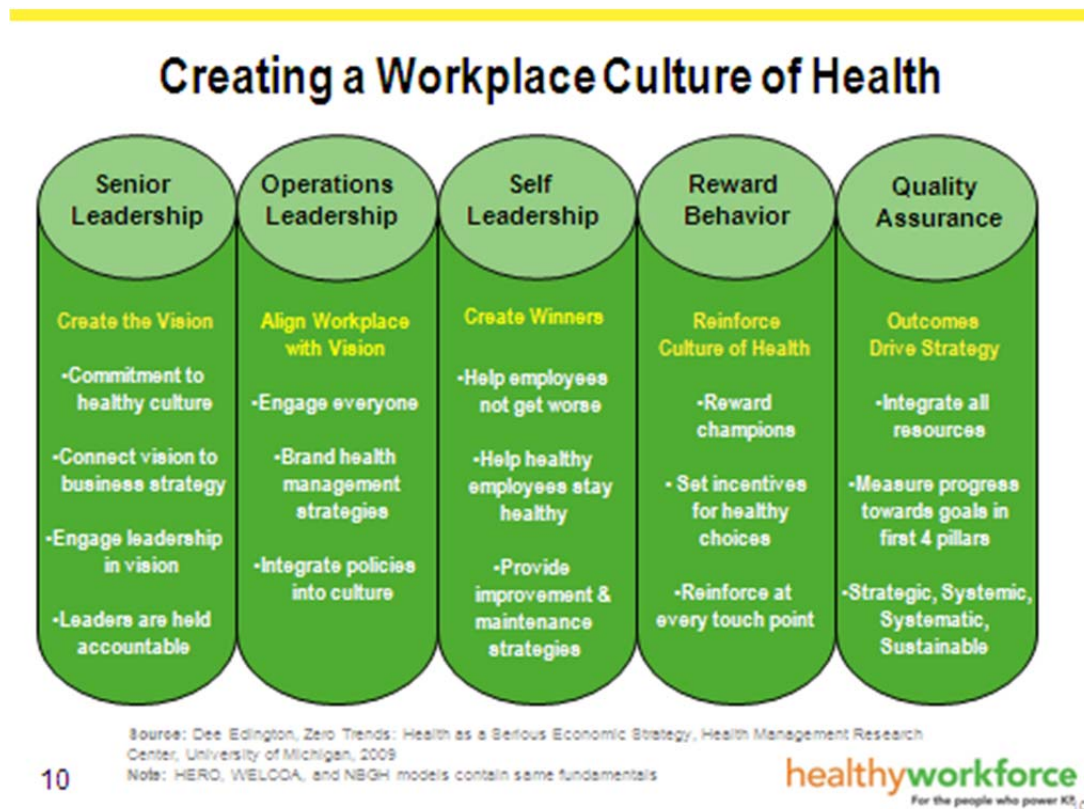 Creating a Workplace Culture of Health
Senior
Leadership
Create the Vision
▪Commitment to
healthy culture
▪Connect vision to
business strategy
▪Engage leadership
in vision
▪Leaders are held
accountable
Operations
Leadership
Align Workplace
with Vision
▪Engage everyone
▪Brand health
management
strategies
▪Integrate policies
into culture
Self
Leadership
Create Winners
▪Help employees
not get worse
▪Help healthy
employees stay
healthy
▪Provide
improvement &
maintenance
strategies
Reward
Behavior
Reinforce
Culture of Health
▪Reward
champions
▪ Set incentives
for healthy
choices
▪Reinforce at
every touch point
Quality
Assurance
Outcomes
Drive Strategy
▪Integrate all
resources
▪Measure progress
towards goals in
first 4 pillars
▪Strategic, Systemic,
Systematic,
Sustainable
Source: Dee Edington, Zero Trends: Health as a Serious Economic Strategy, Health Management Research
Center, University of Michigan, 2009
Note: HERO, WELCOA, and NBGH models contain same fundamentals
10
healthyworkforce
For the people who power